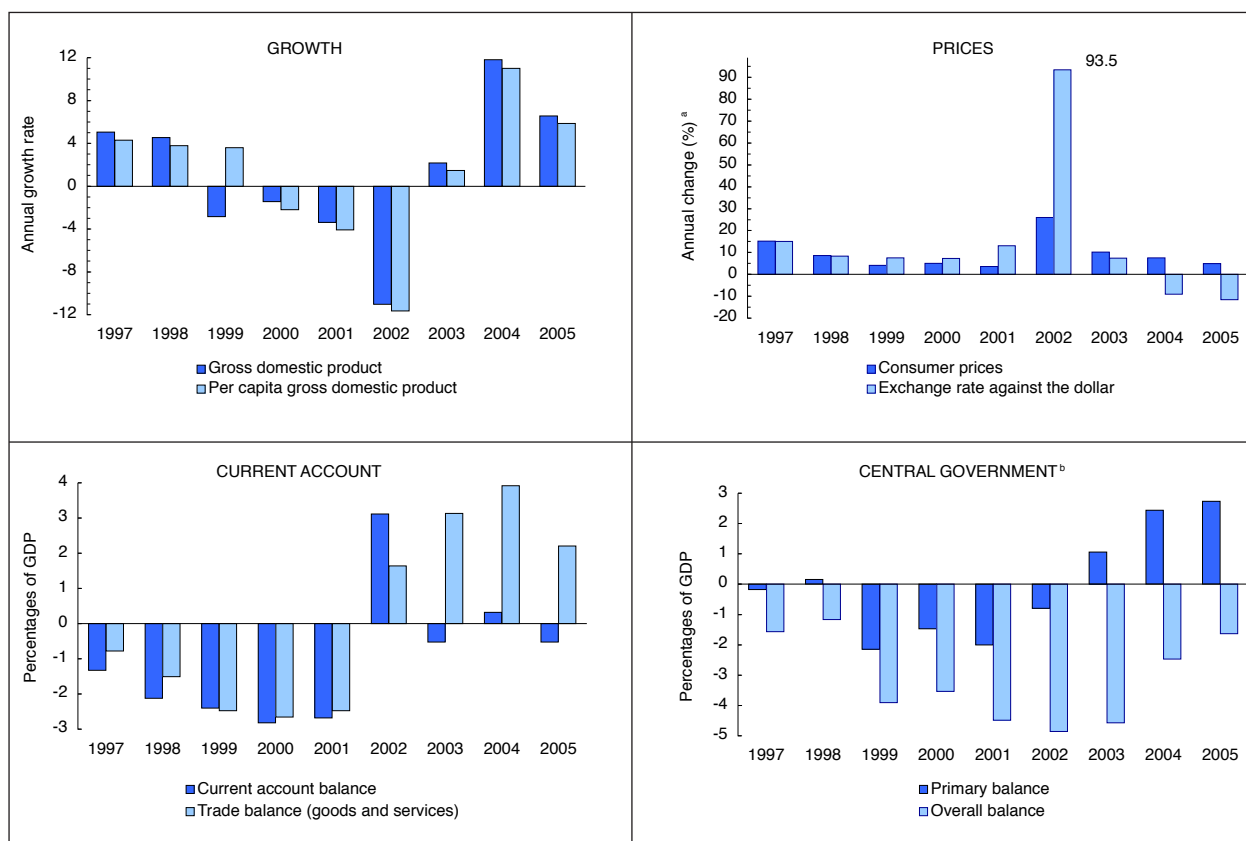 GROWTH
Annual growth rate
12
8
4
0
-4
-8
-12
1997 1998 1999 2000 2001 2002 2003 2004 2005
Gross domestic product
Per capita gross domestic product
PRICES
93.5
Annual change (%) a
90
80
70
60
50
40
30
20
10
0
-10
-20
1997 1998 1999 2000 2001 2002 2003 2004 2005
Consumer prices
Exchange rate against the dollar
CURRENT ACCOUNT
Percentages of GDP
4
3
2
1
0
-1
-2
-3
1997 1998 1999 2000 2001 2002 2003 2004 2005
Current account balance
Trade balance (goods and services)
CENTRAL GOVERNMENT b
Percentages of GDP
3
2
1
0
-1
-2
-3
-4
-5
1997 1998 1999 2000 2001 2002 2003 2004 2005
Primary balance
Overall balance